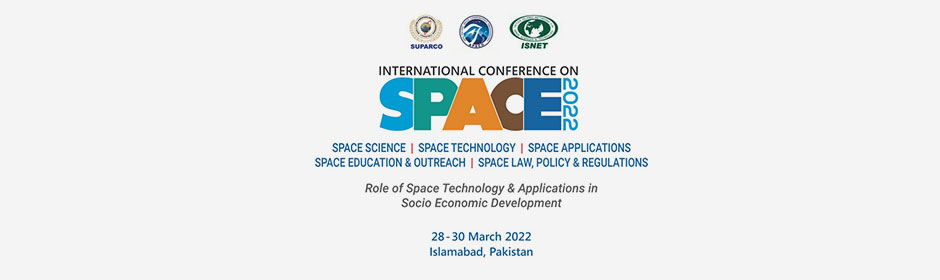 SUPARCO
ISNET
INTERNATIONAL CONFERENCE ON
SPACE 2022
SPACE SCIENCE | SPACE TECHNOLOGY | SPACE APPLICATIONS
SPACE EDUCATION & OUTREACH | SPACE LAW, POLICY & REGULATIONS
Role of Space Technology & Applications in
Socio Economic Development
28-30 March 2022
Islamabad, Pakistan